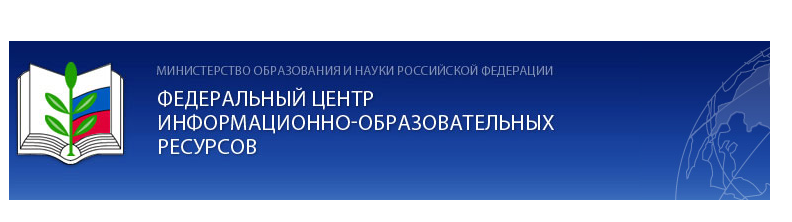 МИНИСТЕРСТВО ОБРАЗОВАНИЯ И НАУКИ РОССИЙСКОЙ ФЕДЕРАЦИИ
ФЕДЕРАЛЬНЫЙ ЦЕНТР
ИНФОРМАЦИОННО-ОБРАЗОВАТЕЛЬНЫХ
РЕСУРСОВ